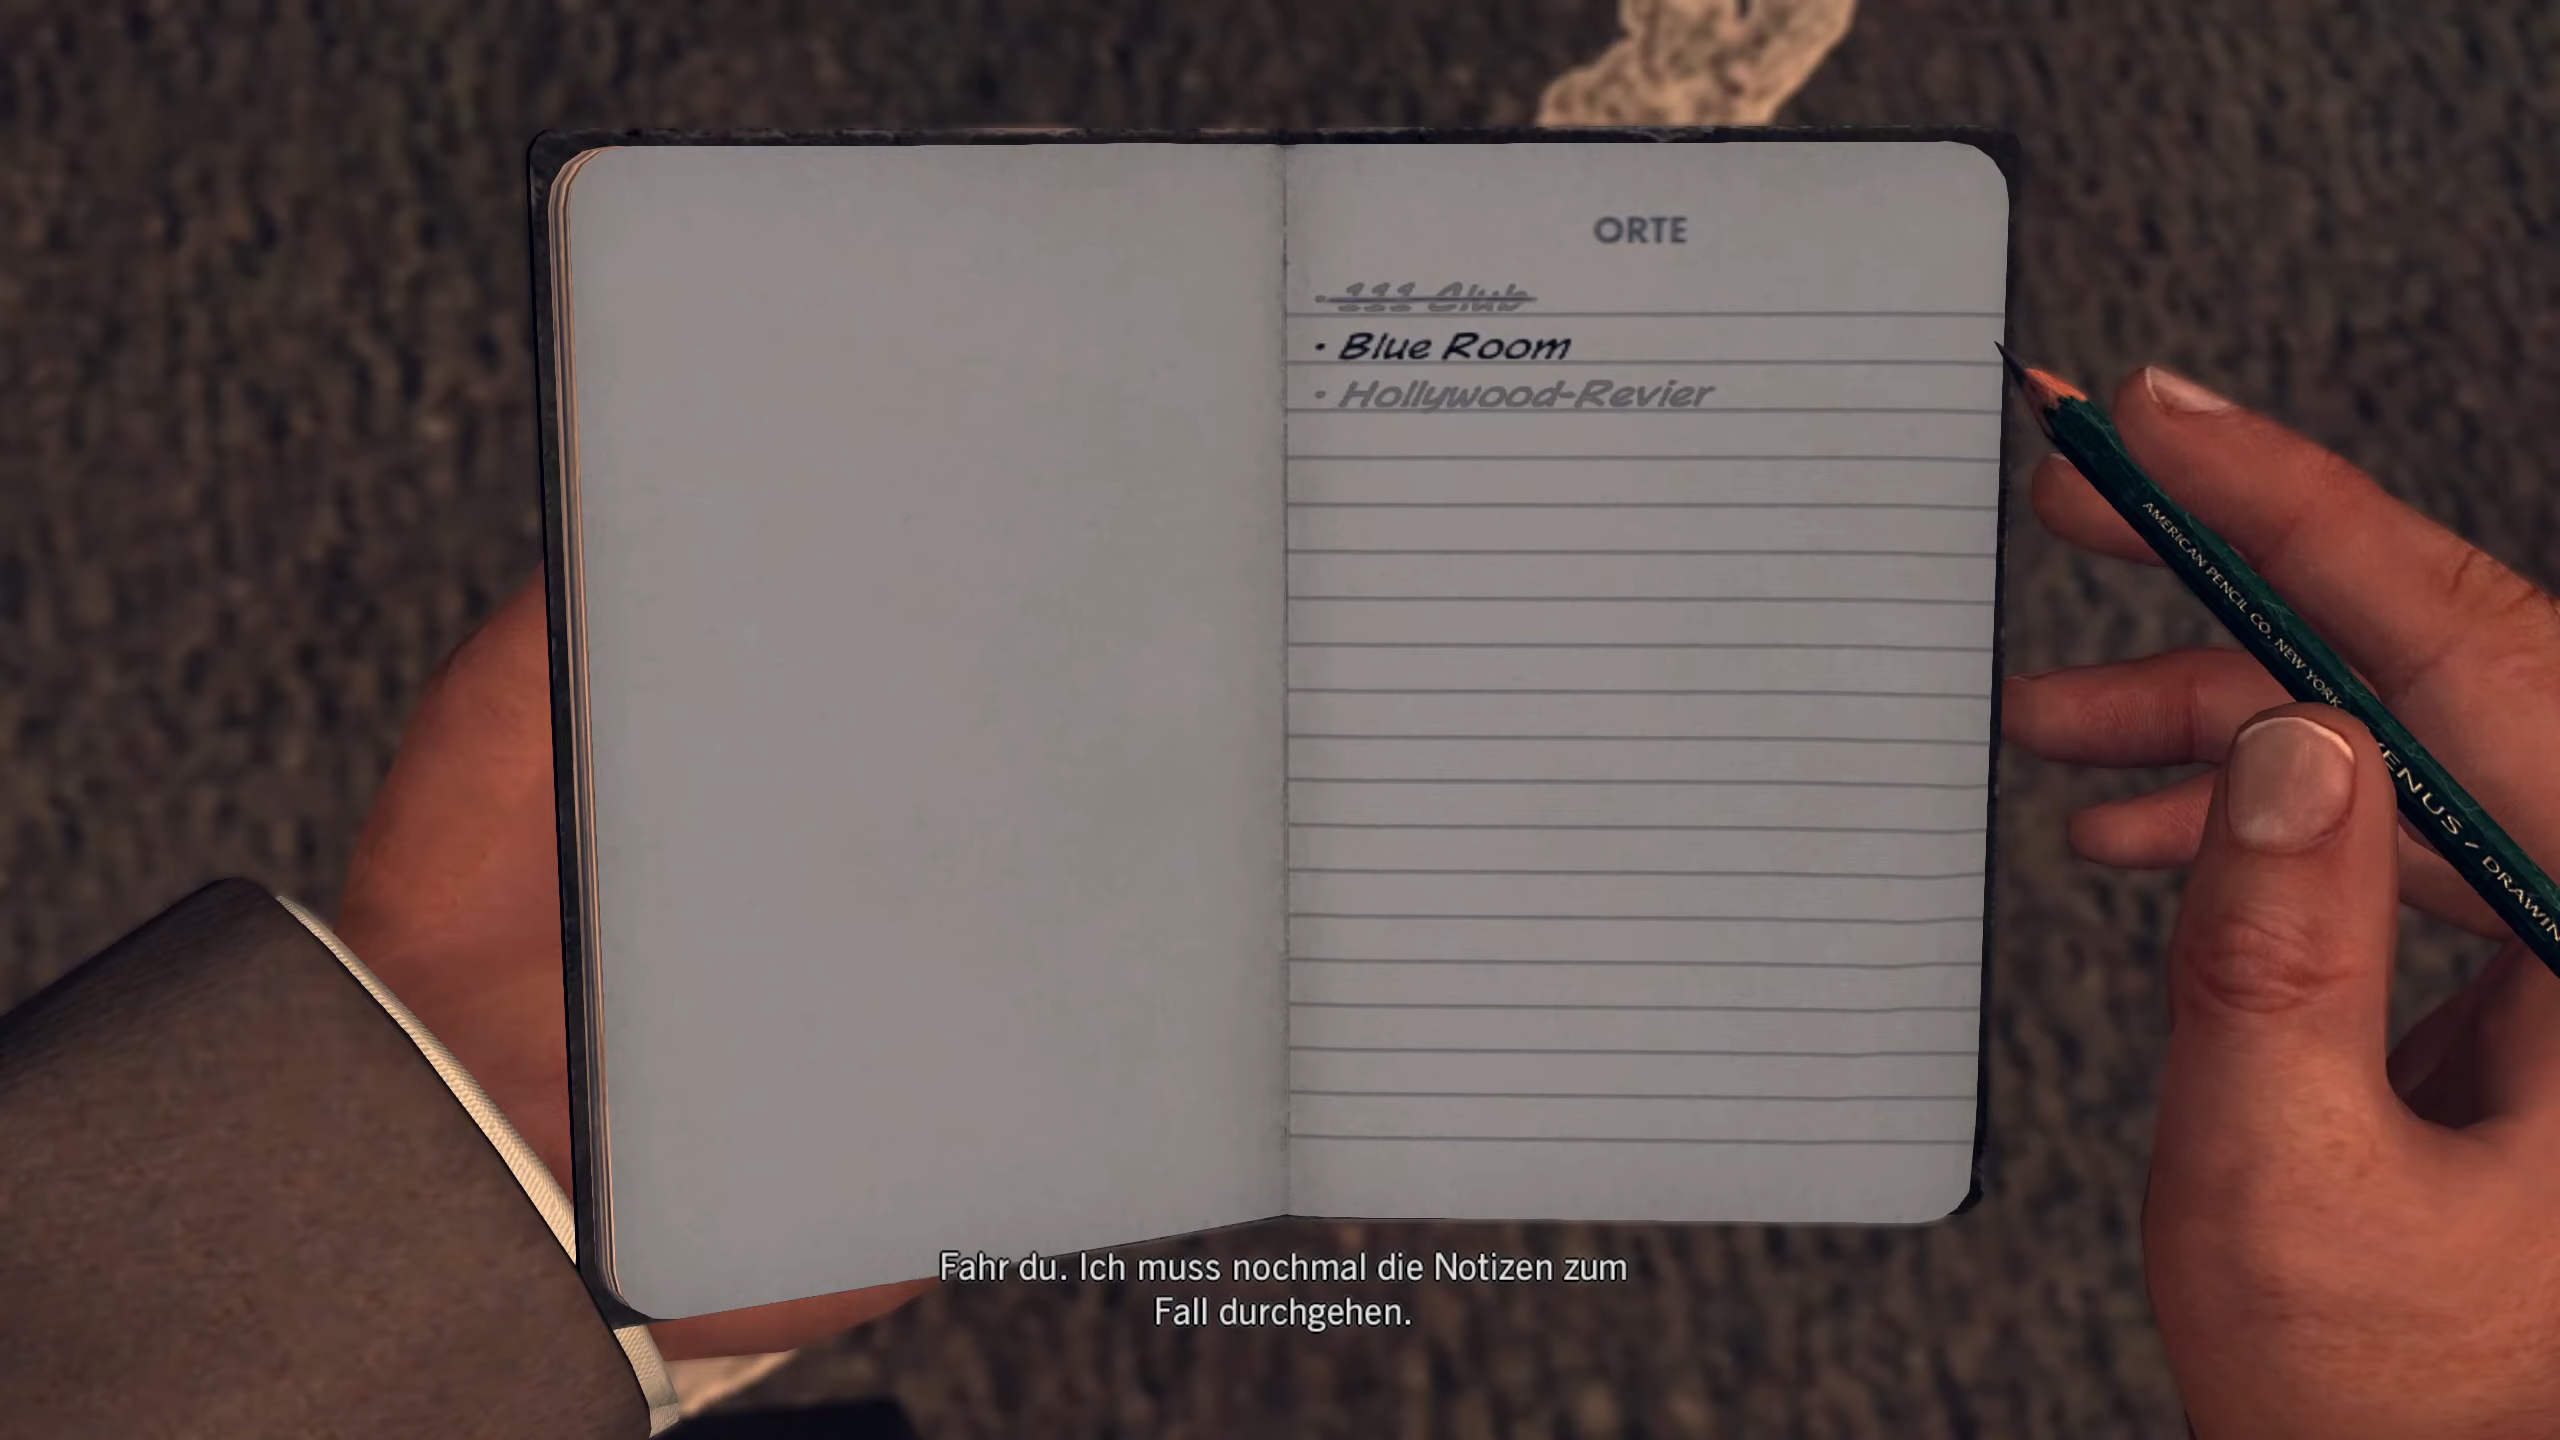 ORTE
· 111 Club
· Blue Room
· Hollywood-Revier
AMERICAN PENCIL CO. NEW YORK
VENUS / DRAWIN
Fahr du. Ich muss nochmal die Notizen zum
Fall durchgehen.